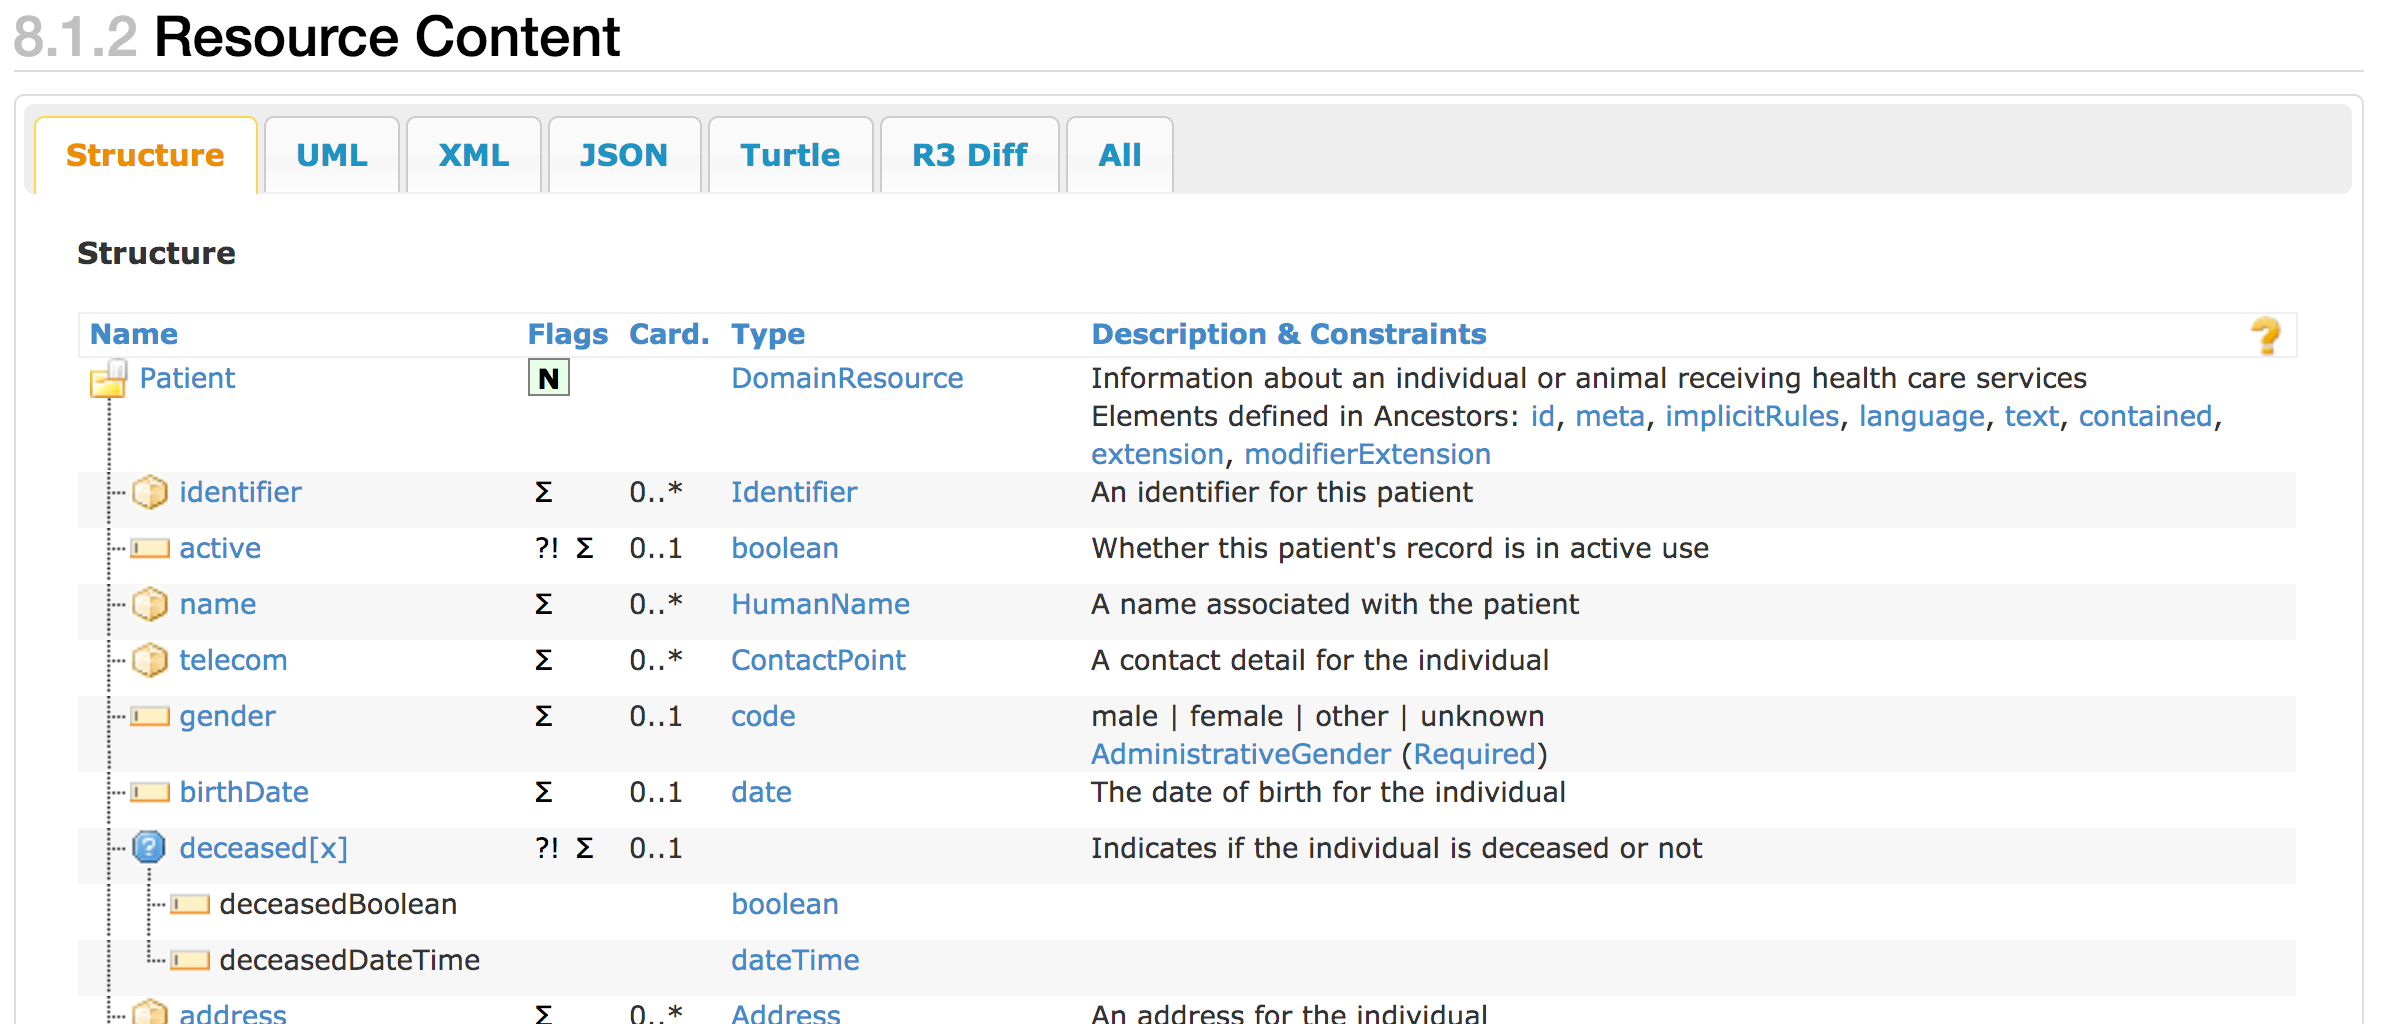 8.1.2 Resource Content
Structure UML XML JSON Turtle R3 Diff All
Structure
Name Flags Card. Type Description & Constraints ?
Patient N DomainResource Information about an individual or animal receiving health care services
Elements defined in Ancestors: id, meta, implicitRules, language, text, contained,
extension, modifierExtension
identifier Σ 0..* Identifier An identifier for this patient
active ?! Σ 0..1 boolean Whether this patient's record is in active use
name Σ 0..* HumanName A name associated with the patient
telecom Σ 0..* ContactPoint A contact detail for the individual
gender Σ 0..1 code male | female | other | unknown
AdministrativeGender (Required)
birthDate Σ 0..1 date The date of birth for the individual
deceased[x] ?! Σ 0..1 Indicates if the individual is deceased or not
deceasedBoolean boolean
deceasedDateTime dateTime
address Σ 0..* Address An address for the individual